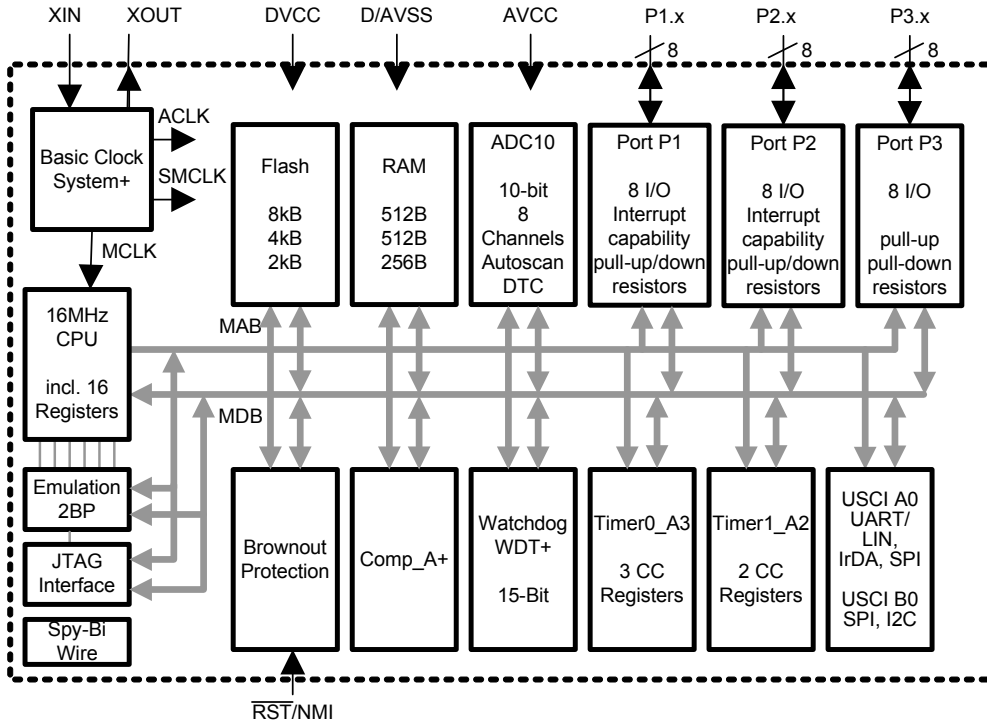 XIN
XOUT
DVCC
D/AVSS
AVCC
P1.x
P2.x
P3.x
8
8
8
Basic Clock
System+
ACLK
SMCLK
MCLK
Flash
8kB
4kB
2kB
RAM
512B
512B
256B
ADC10
10-bit
8
Channels
Autoscan
DTC
Port P1
8 I/O
Interrupt
capability
pull-up/down
resistors
Port P2
8 I/O
Interrupt
capability
pull-up/down
resistors
Port P3
8 I/O
pull-up
pull-down
resistors
16MHz
CPU
incl. 16
Registers
MAB
MDB
Emulation
2BP
JTAG
Interface
Spy-Bi
Wire
Brownout
Protection
Comp_A+
Watchdog
WDT+
15-Bit
Timer0_A3
3 CC
Registers
Timer1_A2
2 CC
Registers
USCI A0
UART/
LIN,
IrDA, SPI
USCI B0
SPI, I2C
RST/NMI